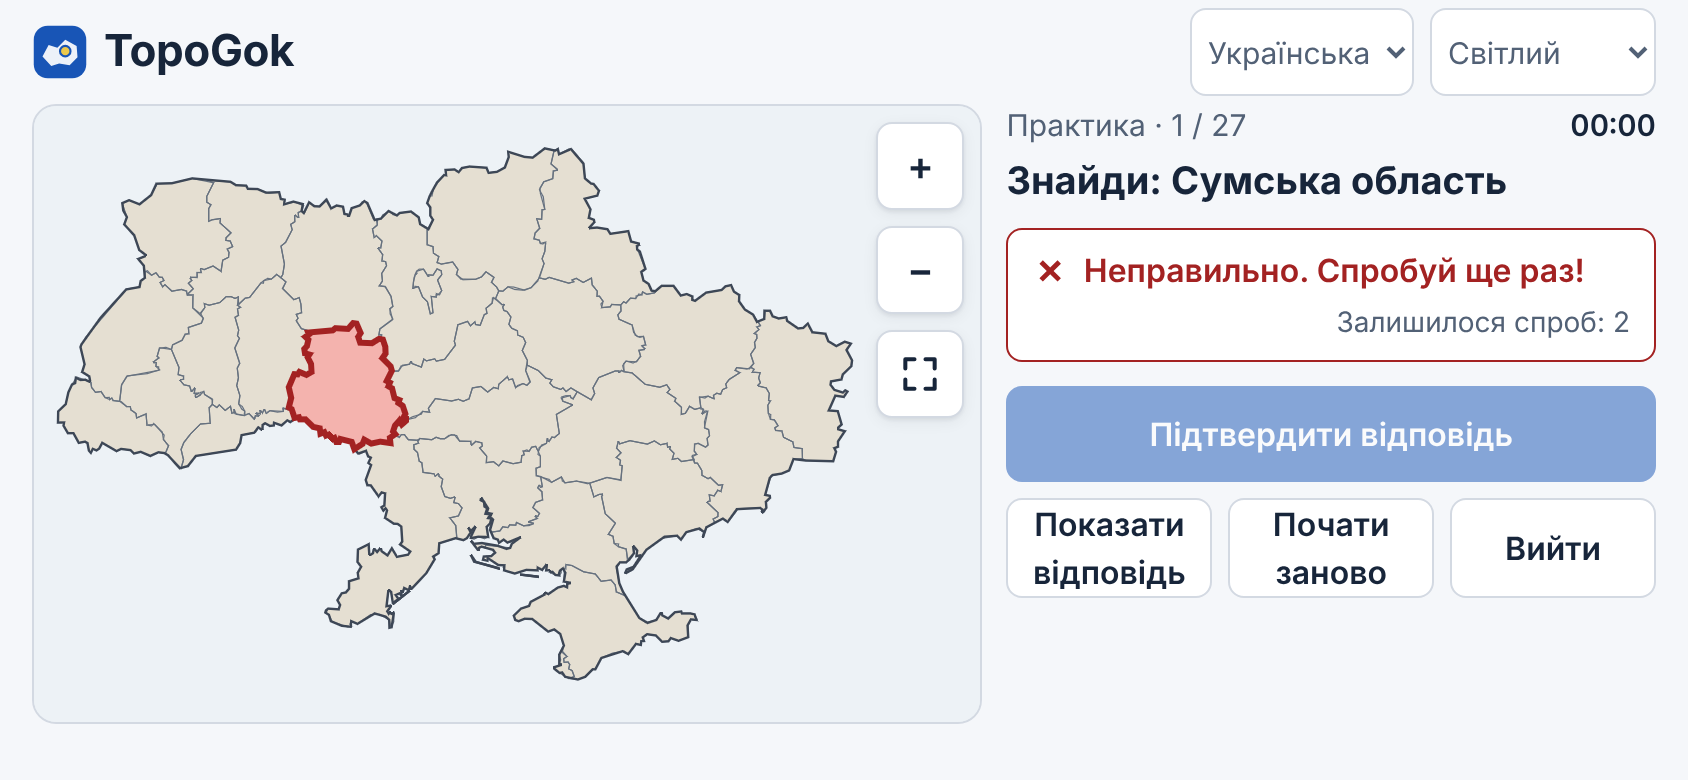 TopoGok
Українська
Світлий
Практика · 1 / 27
00:00
Знайди: Сумська область
Неправильно. Спробуй ще раз!
Залишилося спроб: 2
Підтвердити відповідь
Показати
відповідь
Почати
заново
Вийти